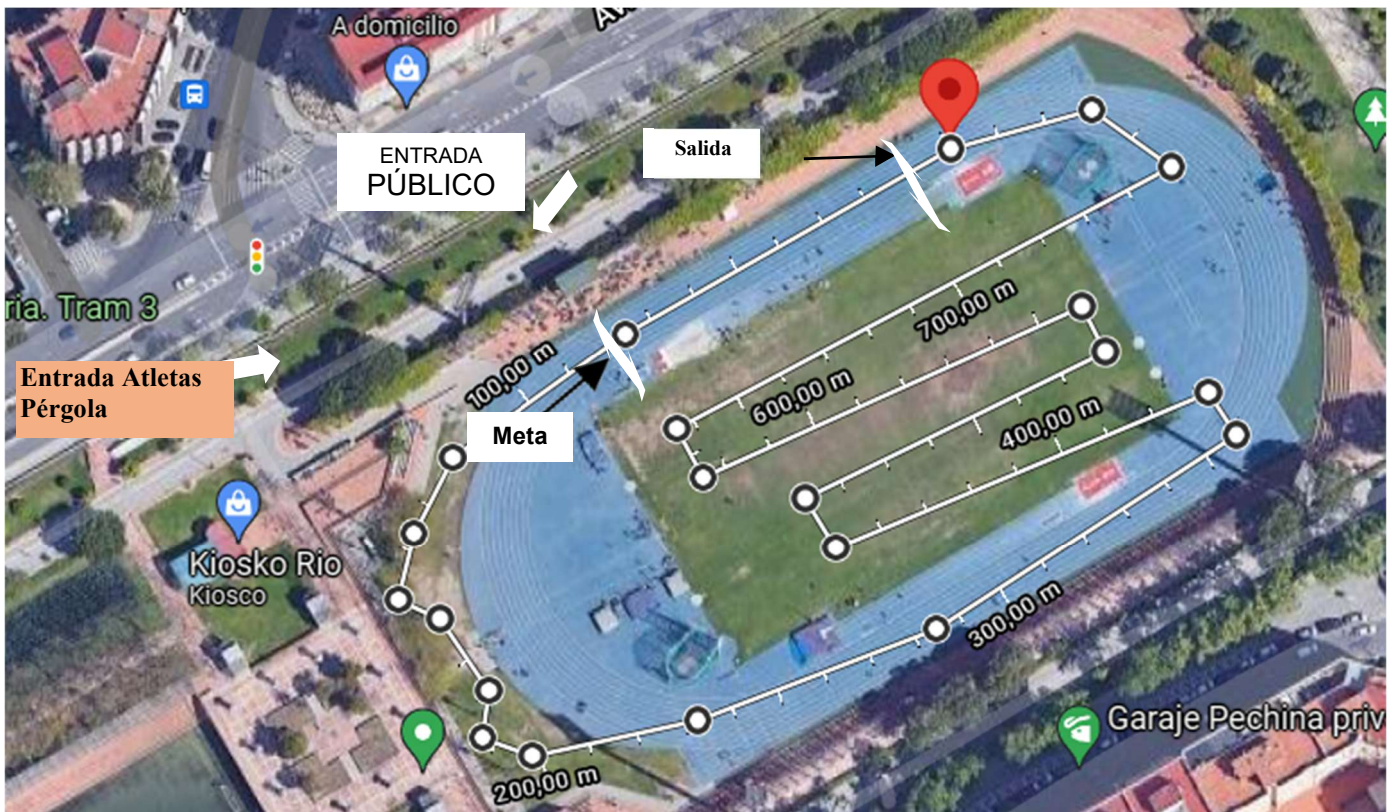 A domicilio
Av
ENTRADA
PÚBLICO
Salida
ria. Tram 3
Entrada Atletas
Pérgola
100,00 m
Meta
700,00 m
600,00 m
400,00 m
300,00 m
200,00 m
Kiosko Rio
Kiosco
Garaje Pechina priv